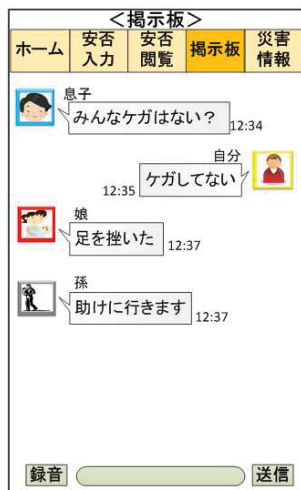 ＜掲示板＞
ホーム
安否
入力
安否
閲覧
掲示板
災害
情報
息子
みんなケガはない？
12:34
自分
12:35
ケガしてない
娘
足を挫いた
12:37
孫
助けに行きます
12:37
録音
送信